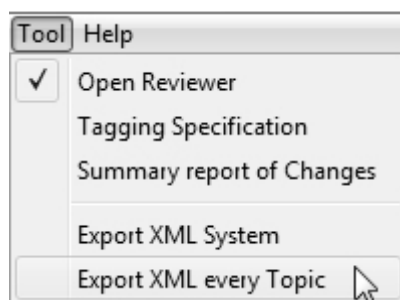 Tool Help
Open Reviewer
Tagging Specification
Summary report of Changes
Export XML System
Export XML every Topic